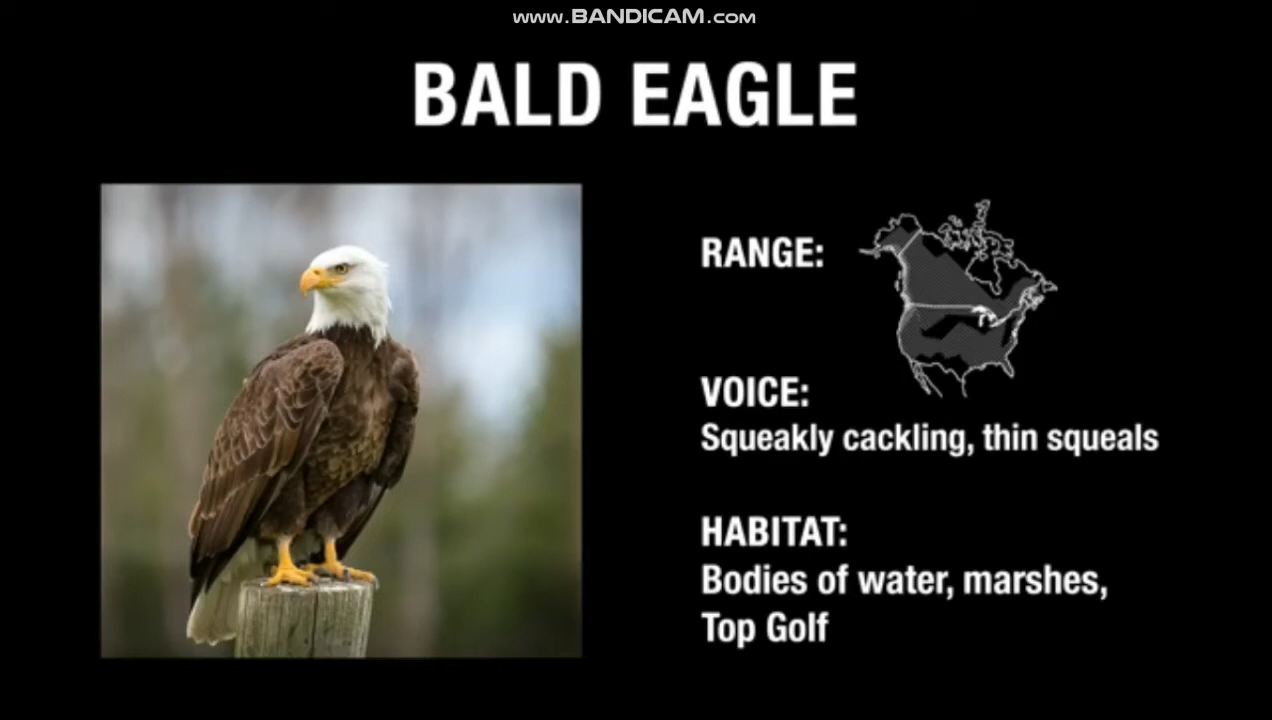 www.BANDICAM.com
BALD EAGLE
RANGE:
VOICE:
Squeakly cackling, thin squeals
HABITAT:
Bodies of water, marshes,
Top Golf